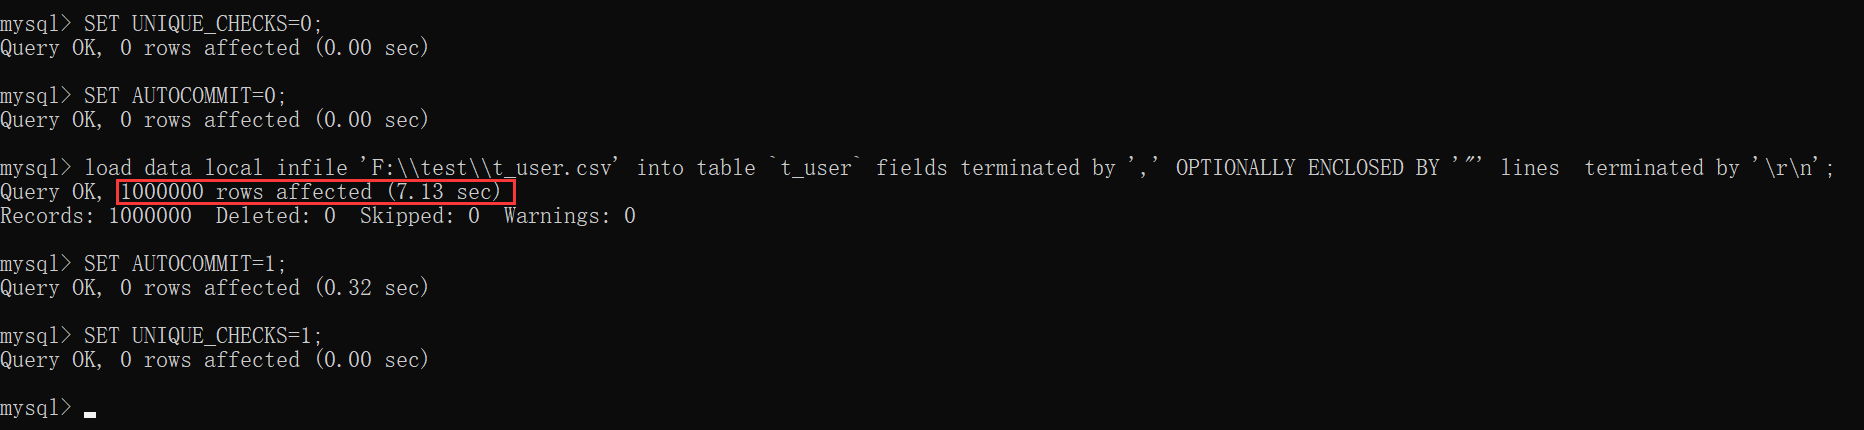 mysql> SET UNIQUE_CHECKS=0;
Query OK, 0 rows affected (0.00 sec)
mysql> SET AUTOCOMMIT=0;
Query OK, 0 rows affected (0.00 sec)
mysql> load data local infile 'F:\\test\\t_user.csv' into table `t_user` fields terminated by ',' OPTIONALLY ENCLOSED BY '"' lines  terminated by '\r\n';
Query OK, 1000000 rows affected (7.13 sec)
Records: 1000000  Deleted: 0  Skipped: 0  Warnings: 0
mysql> SET AUTOCOMMIT=1;
Query OK, 0 rows affected (0.32 sec)
mysql> SET UNIQUE_CHECKS=1;
Query OK, 0 rows affected (0.00 sec)
mysql>